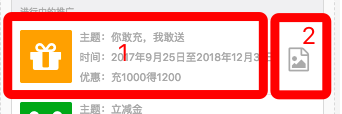 进行中的推广
主题：你敢充，我敢送
时间：2017年9月25日至2018年12月3
优惠：充1000得1200
1
2
主题：立减金